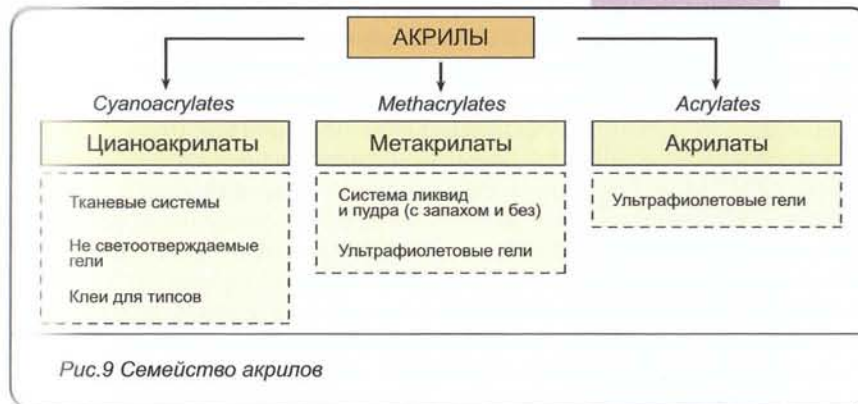 АКРИЛЫ
Cyanoacrylates
Цианоакрилаты
Тканевые системы
Не светоотверждаемые
гели
Клеи для типсов
Methacrylates
Метакрилаты
Система ликвид
и пудра (с запахом и без)
Ультрафиолетовые гели
Acrylates
Акрилаты
Ультрафиолетовые гели
Рис.9 Семейство акрилов